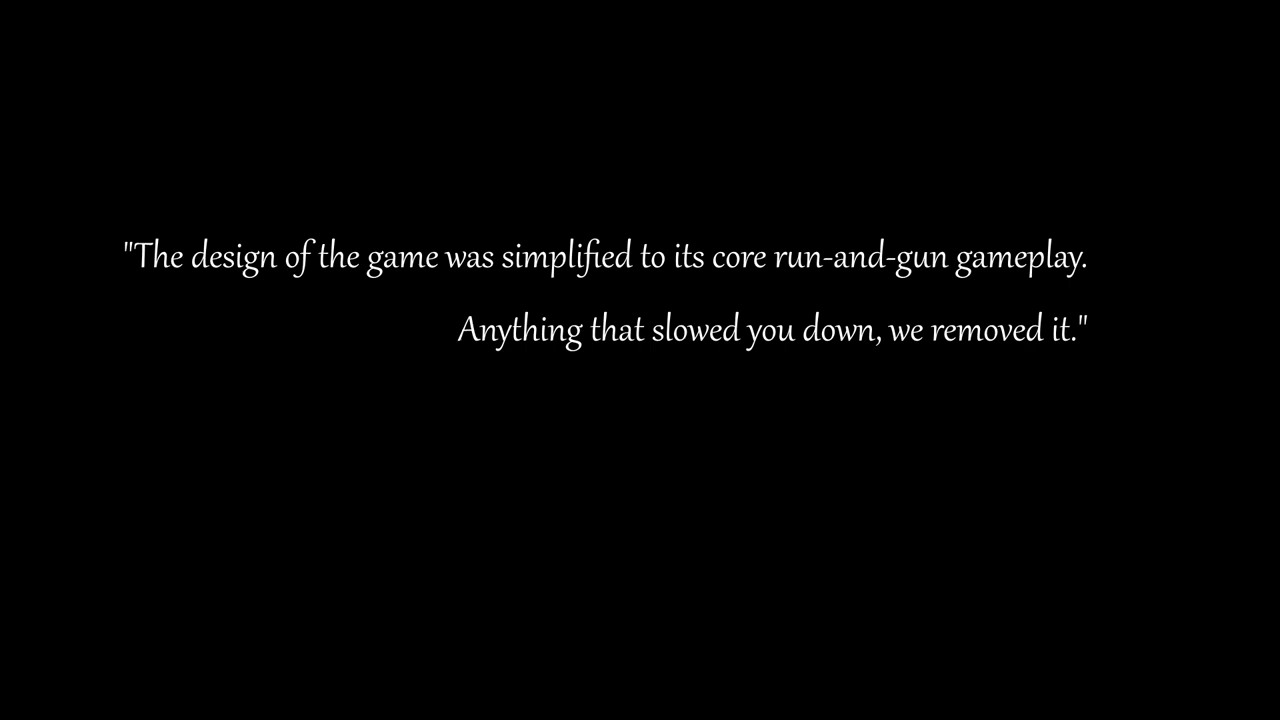 "The design of the game was simplified to its core run-and-gun gameplay.
Anything that slowed you down, we removed it."